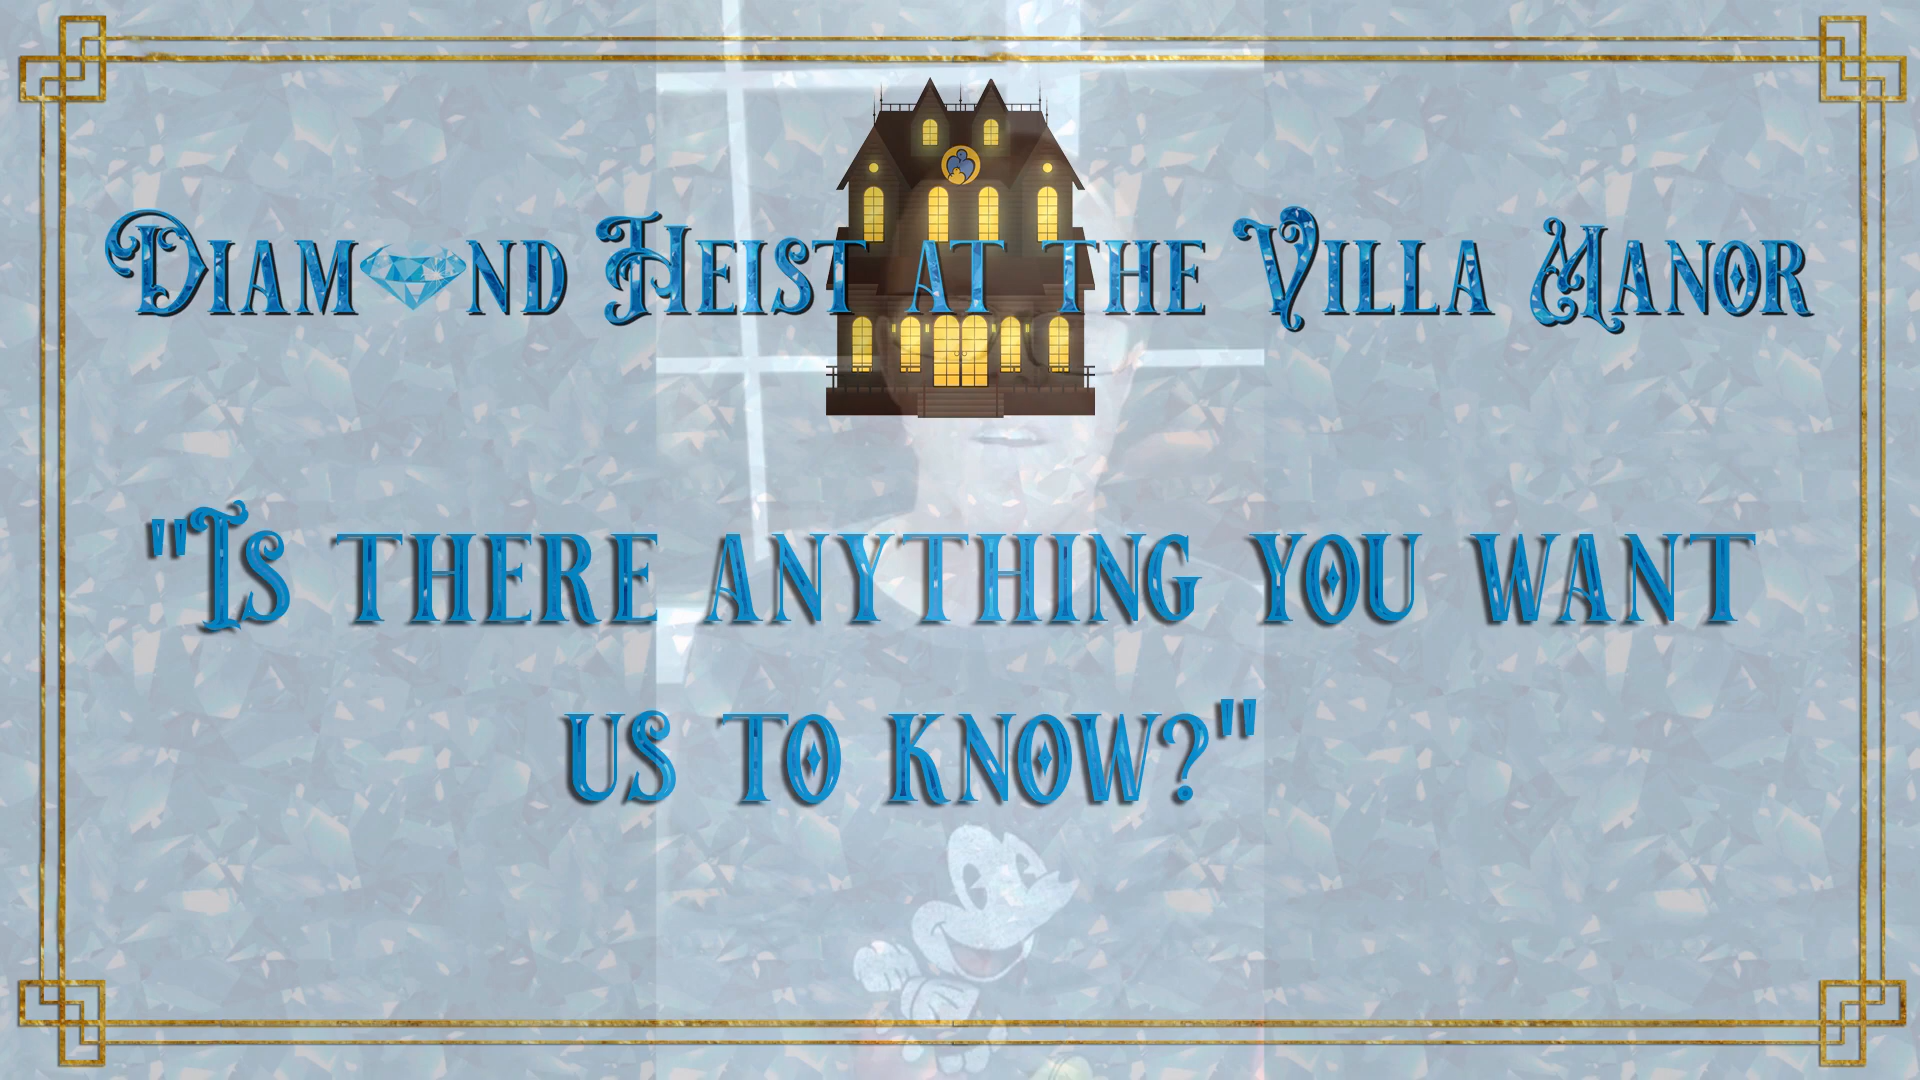 Diamond Heist at the Villa Manor
"Is there anything you want
us to know?"